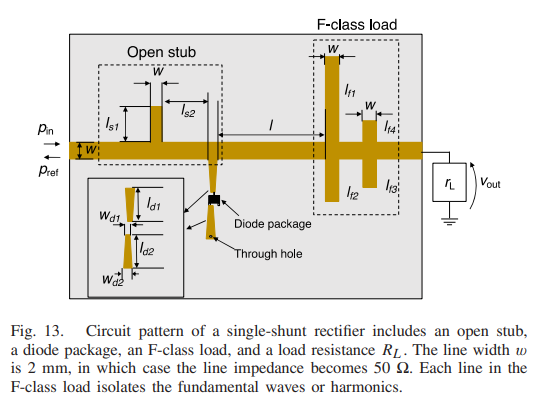 F-class load
Open stub
w
w
l_s1
l_s2
l_f1
w
l
l_f4
p_in
w
p_ref
l_f2
l_f3
r_L
v_out
l_d1
w_d1
Diode package
l_d2
Through hole
w_d2
Fig. 13. Circuit pattern of a single-shunt rectifier includes an open stub,
a diode package, an F-class load, and a load resistance R_L. The line width w
is 2 mm, in which case the line impedance becomes 50 Ω. Each line in the
F-class load isolates the fundamental waves or harmonics.